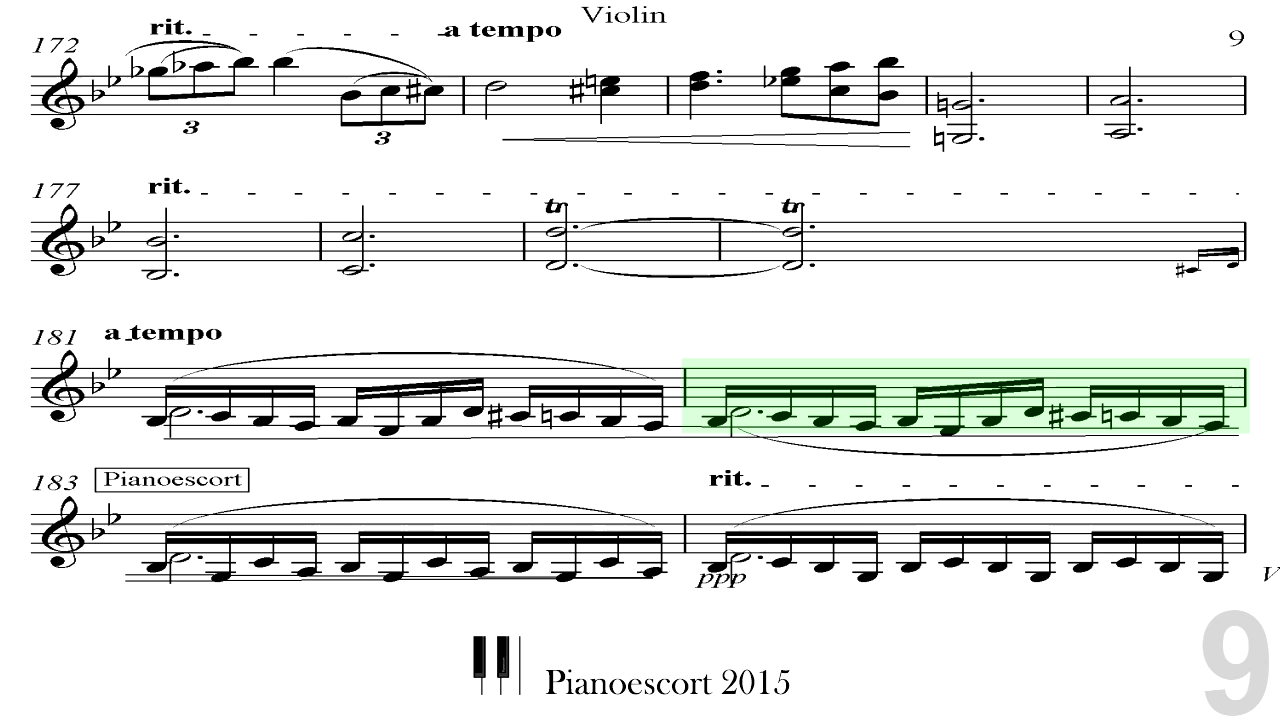 Violin
rit. a tempo
172
9
3
3
177
rit.
tr
tr
181
a tempo
183
Pianoescort
rit.
ppp
V
Pianoescort 2015
9